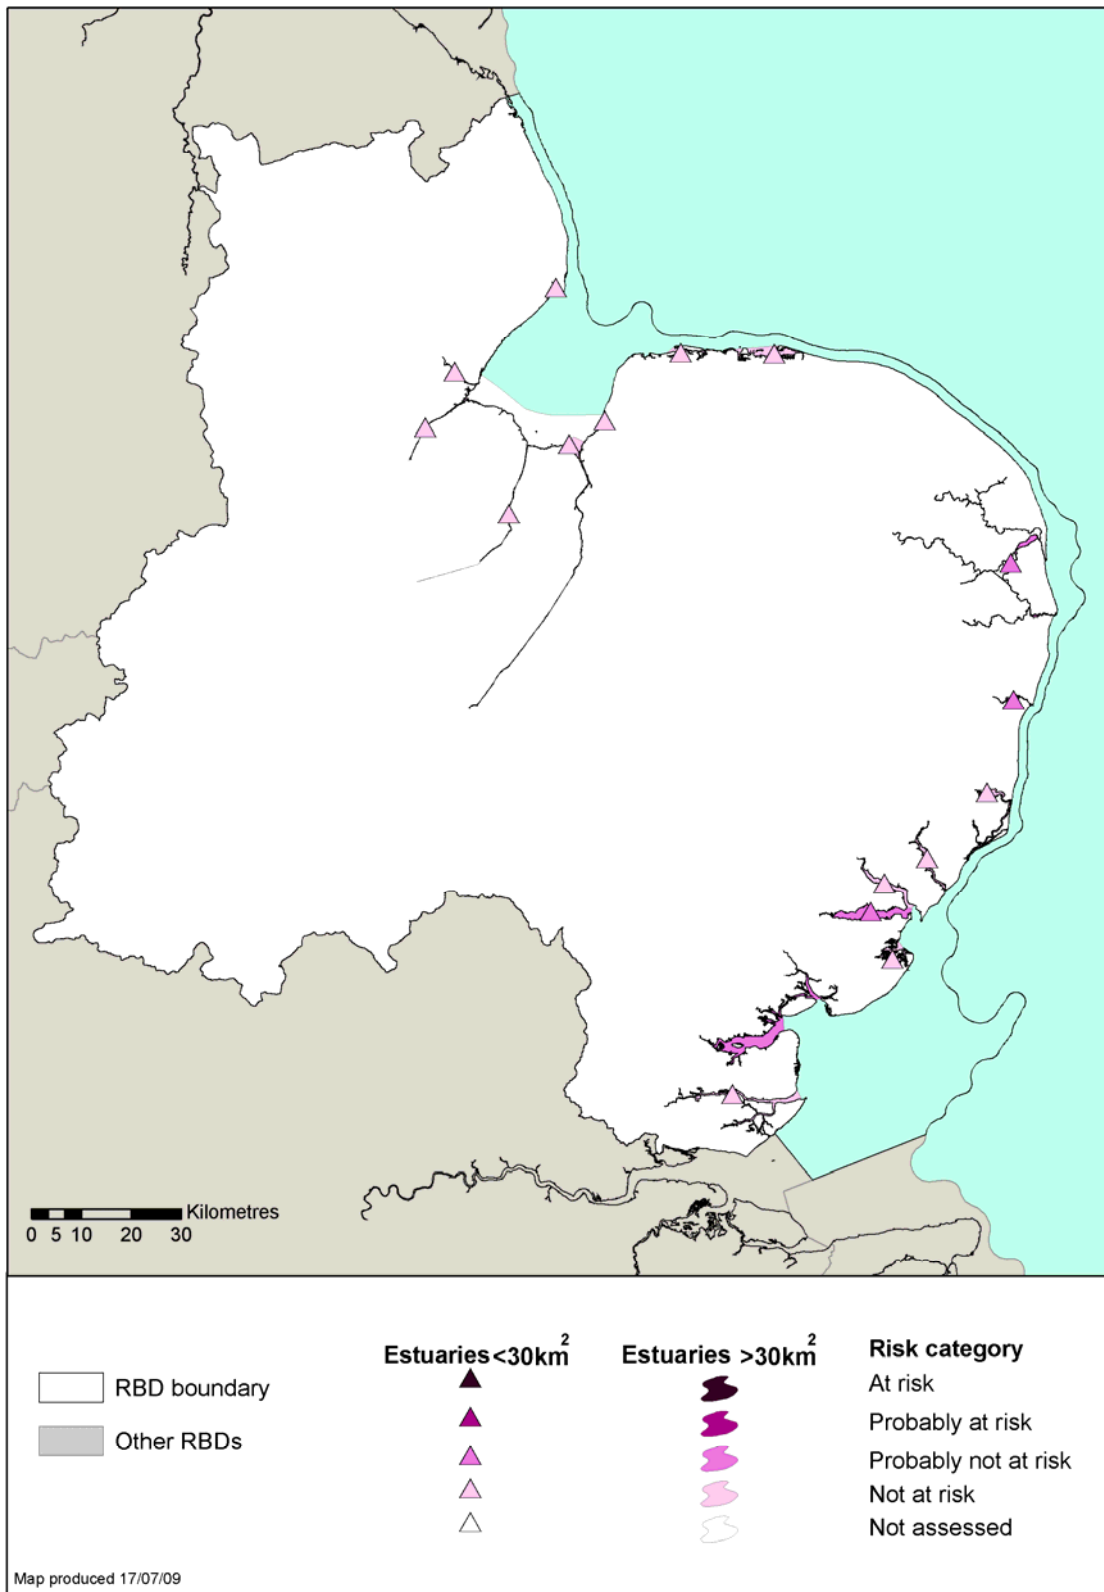 Kilometres
0 5 10 20 30
Estuaries <30km2
Estuaries >30km2
Risk category
RBD boundary
Other RBDs
At risk
Probably at risk
Probably not at risk
Not at risk
Not assessed
Map produced 17/07/09